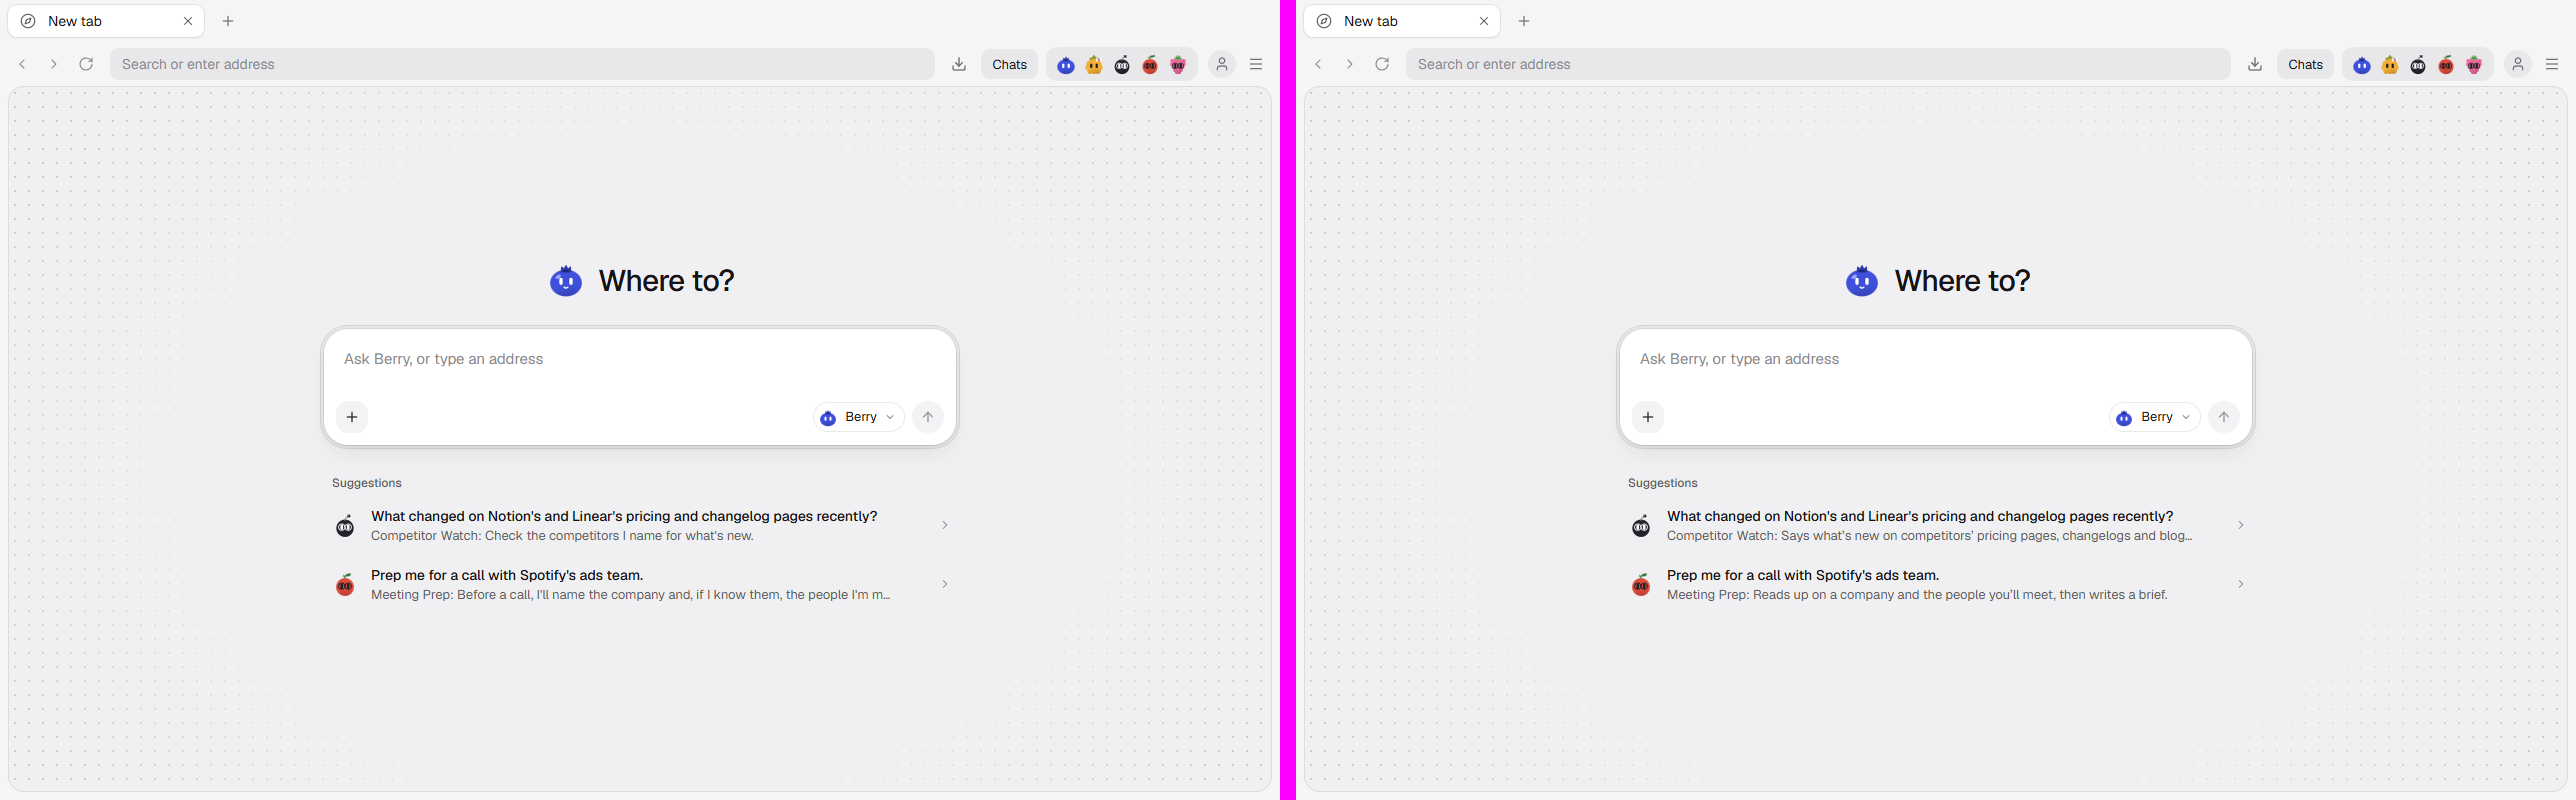 New tab
Search or enter address
Chats
Where to?
Ask Berry, or type an address
Berry
Suggestions
What changed on Notion's and Linear's pricing and changelog pages recently?
Competitor Watch: Check the competitors I name for what's new.
Prep me for a call with Spotify's ads team.
Meeting Prep: Before a call, I'll name the company and, if I know them, the people I'm m...
New tab
Search or enter address
Chats
Where to?
Ask Berry, or type an address
Berry
Suggestions
What changed on Notion's and Linear's pricing and changelog pages recently?
Competitor Watch: Says what's new on competitors' pricing pages, changelogs and blog...
Prep me for a call with Spotify's ads team.
Meeting Prep: Reads up on a company and the people you'll meet, then writes a brief.